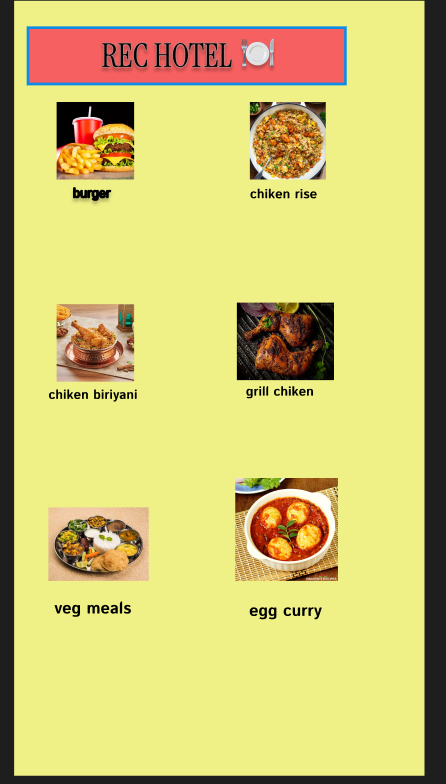 REC HOTEL 🍽️
burger
chiken rise
chiken biriyani
grill chiken
veg meals
egg curry